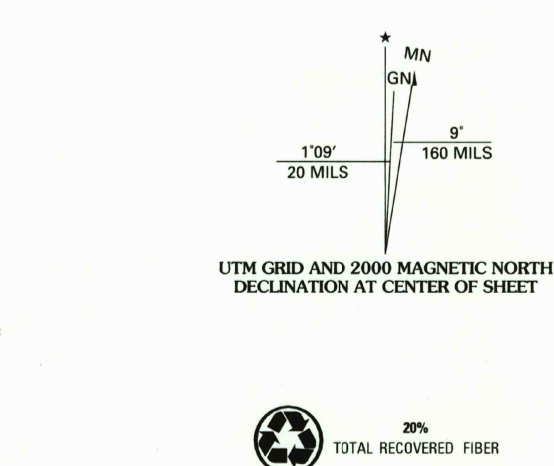 ★
MN
GN
1°09'
20 MILS
9°
160 MILS
UTM GRID AND 2000 MAGNETIC NORTH
DECLINATION AT CENTER OF SHEET
20%
TOTAL RECOVERED FIBER